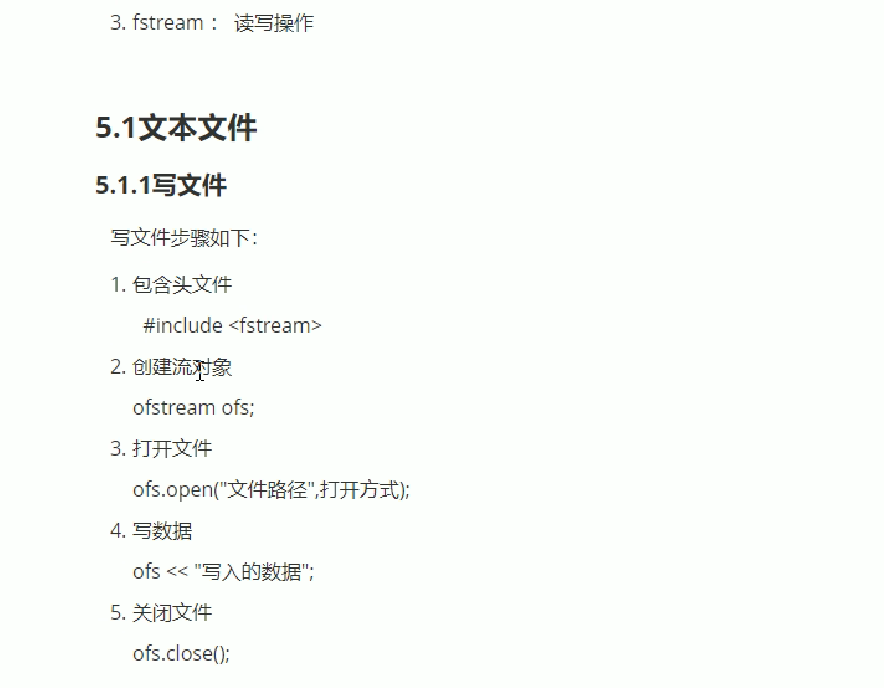 3. fstream ： 读写操作
5.1文本文件
5.1.1写文件
写文件步骤如下：
1. 包含头文件
#include <fstream>
2. 创建流对象
ofstream ofs;
3. 打开文件
ofs.open("文件路径",打开方式);
4. 写数据
ofs << "写入的数据";
5. 关闭文件
ofs.close();